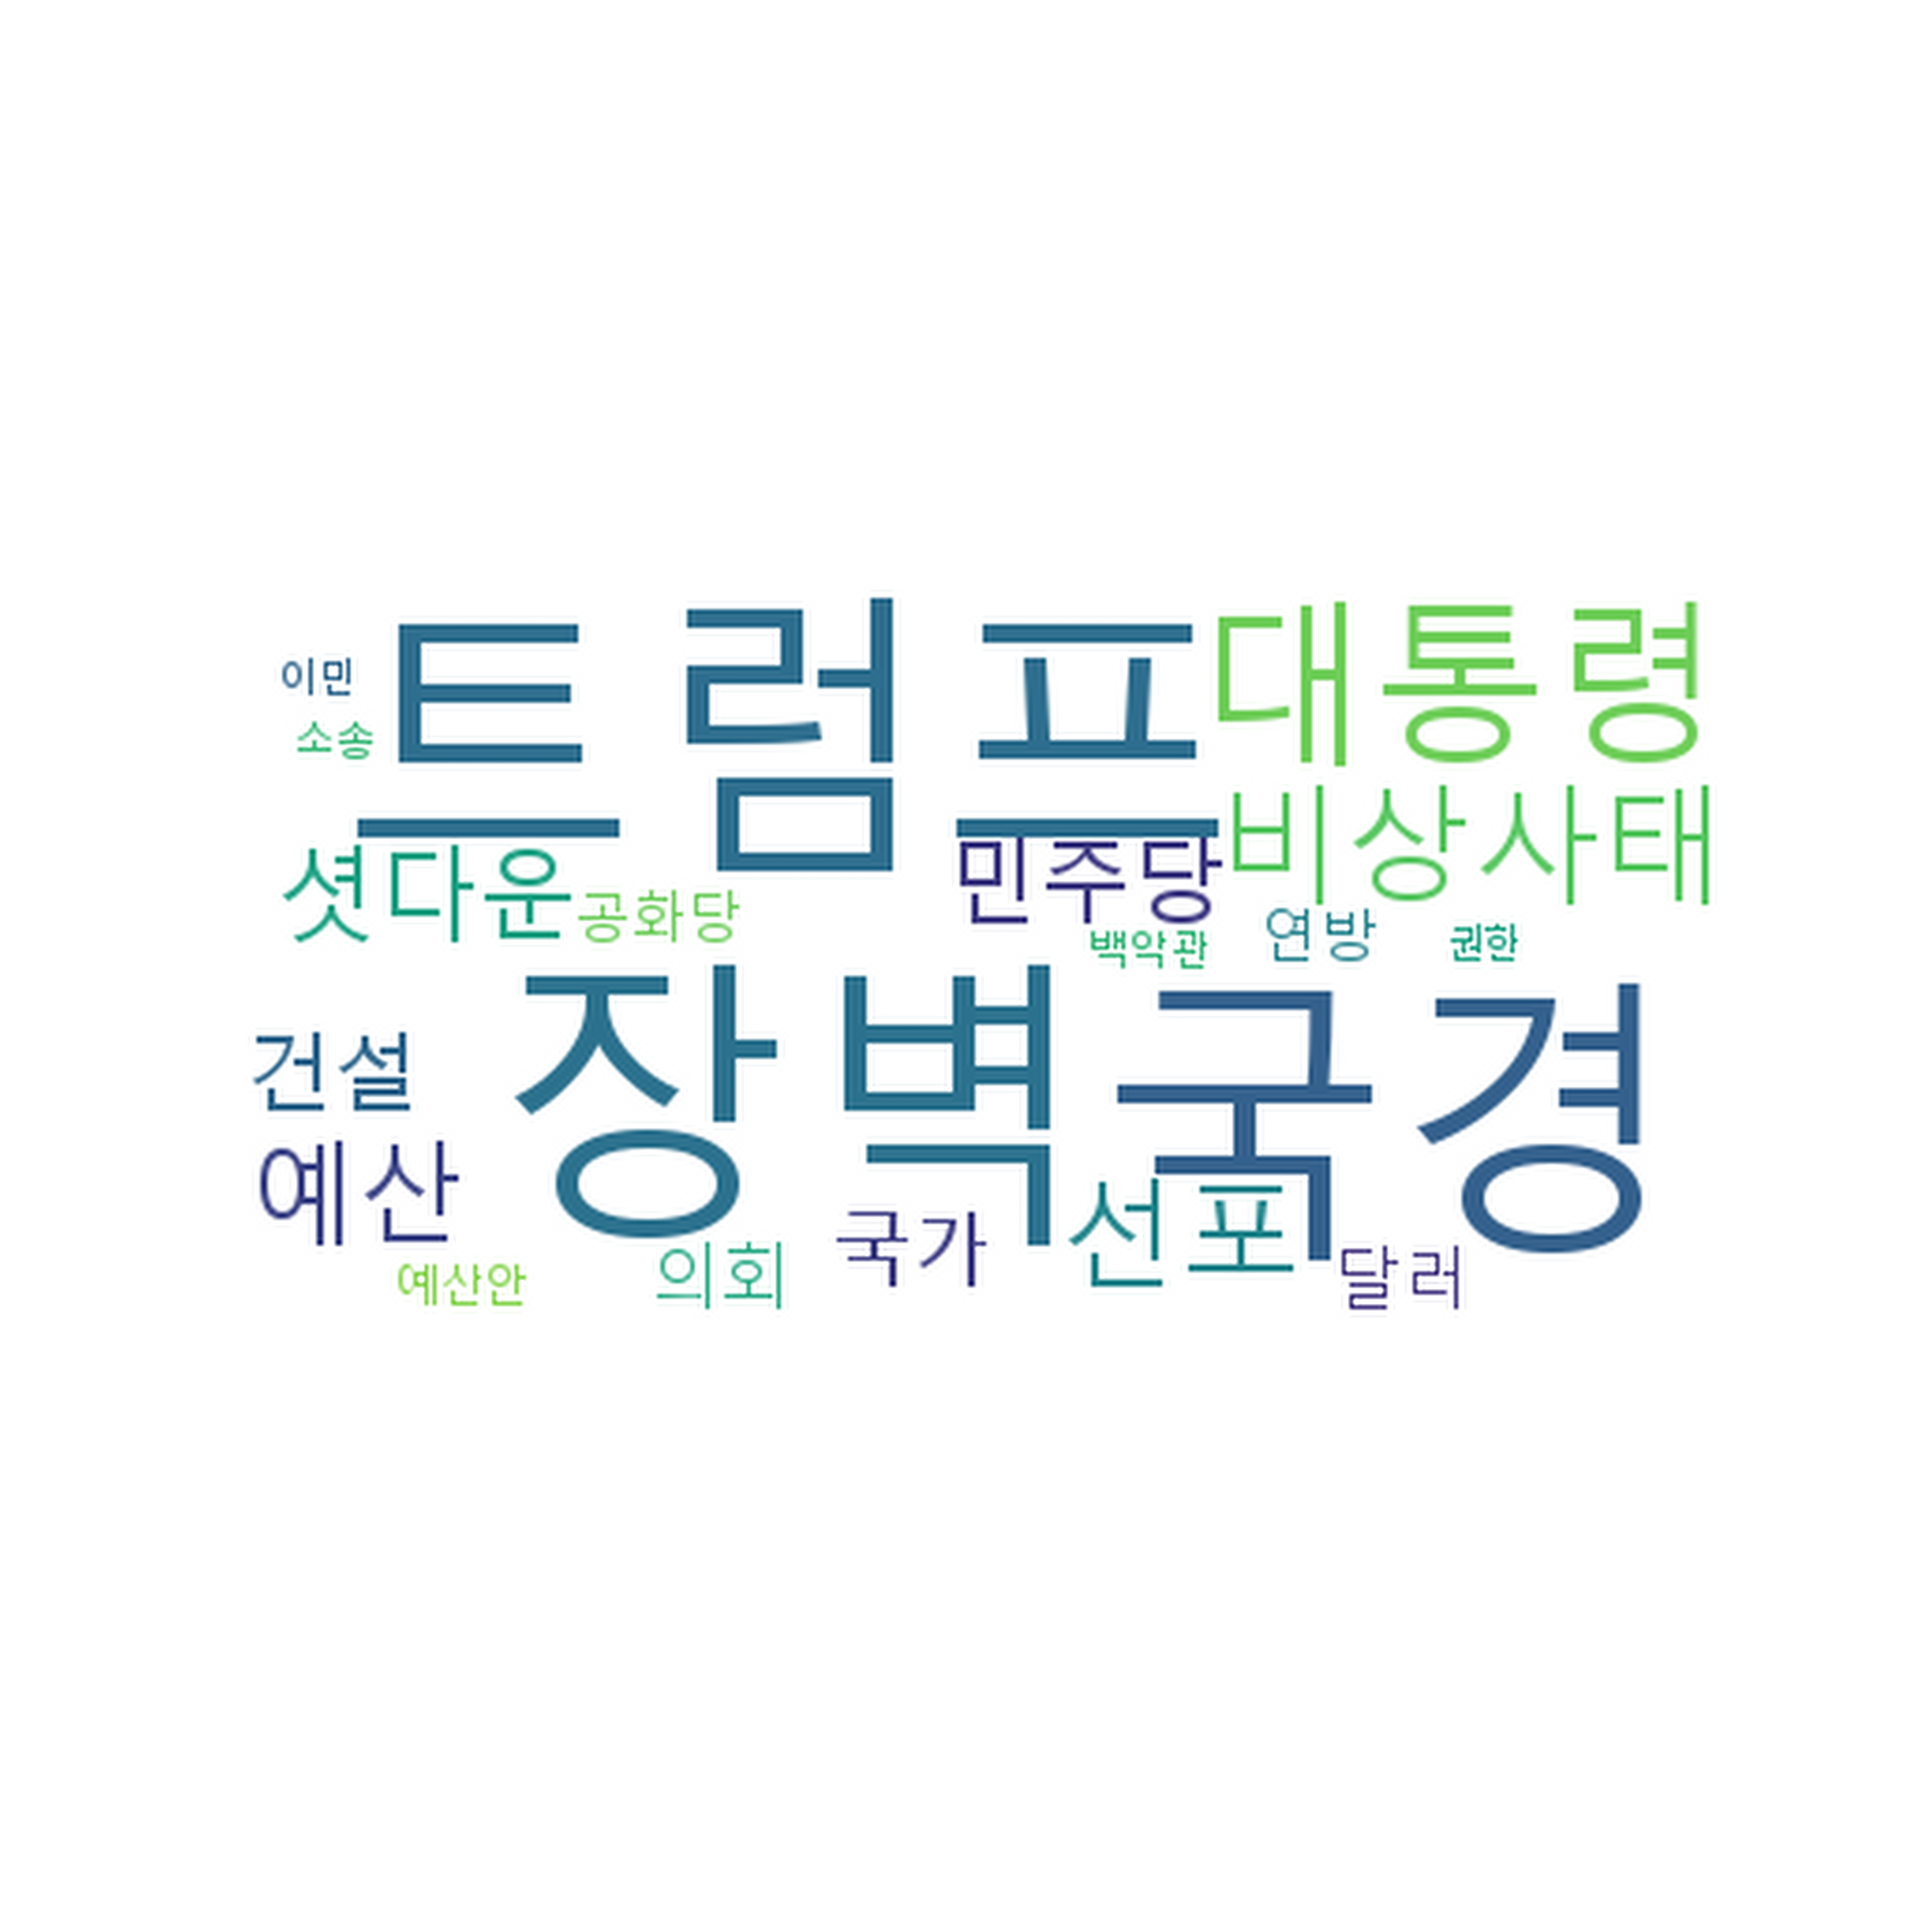 트럼프
대통령
이민
소송
비상사태
셧다운
공화당
민주당
백악관
연방
권한
장벽
국경
건설
예산
선포
국가
의회
예산안
달러